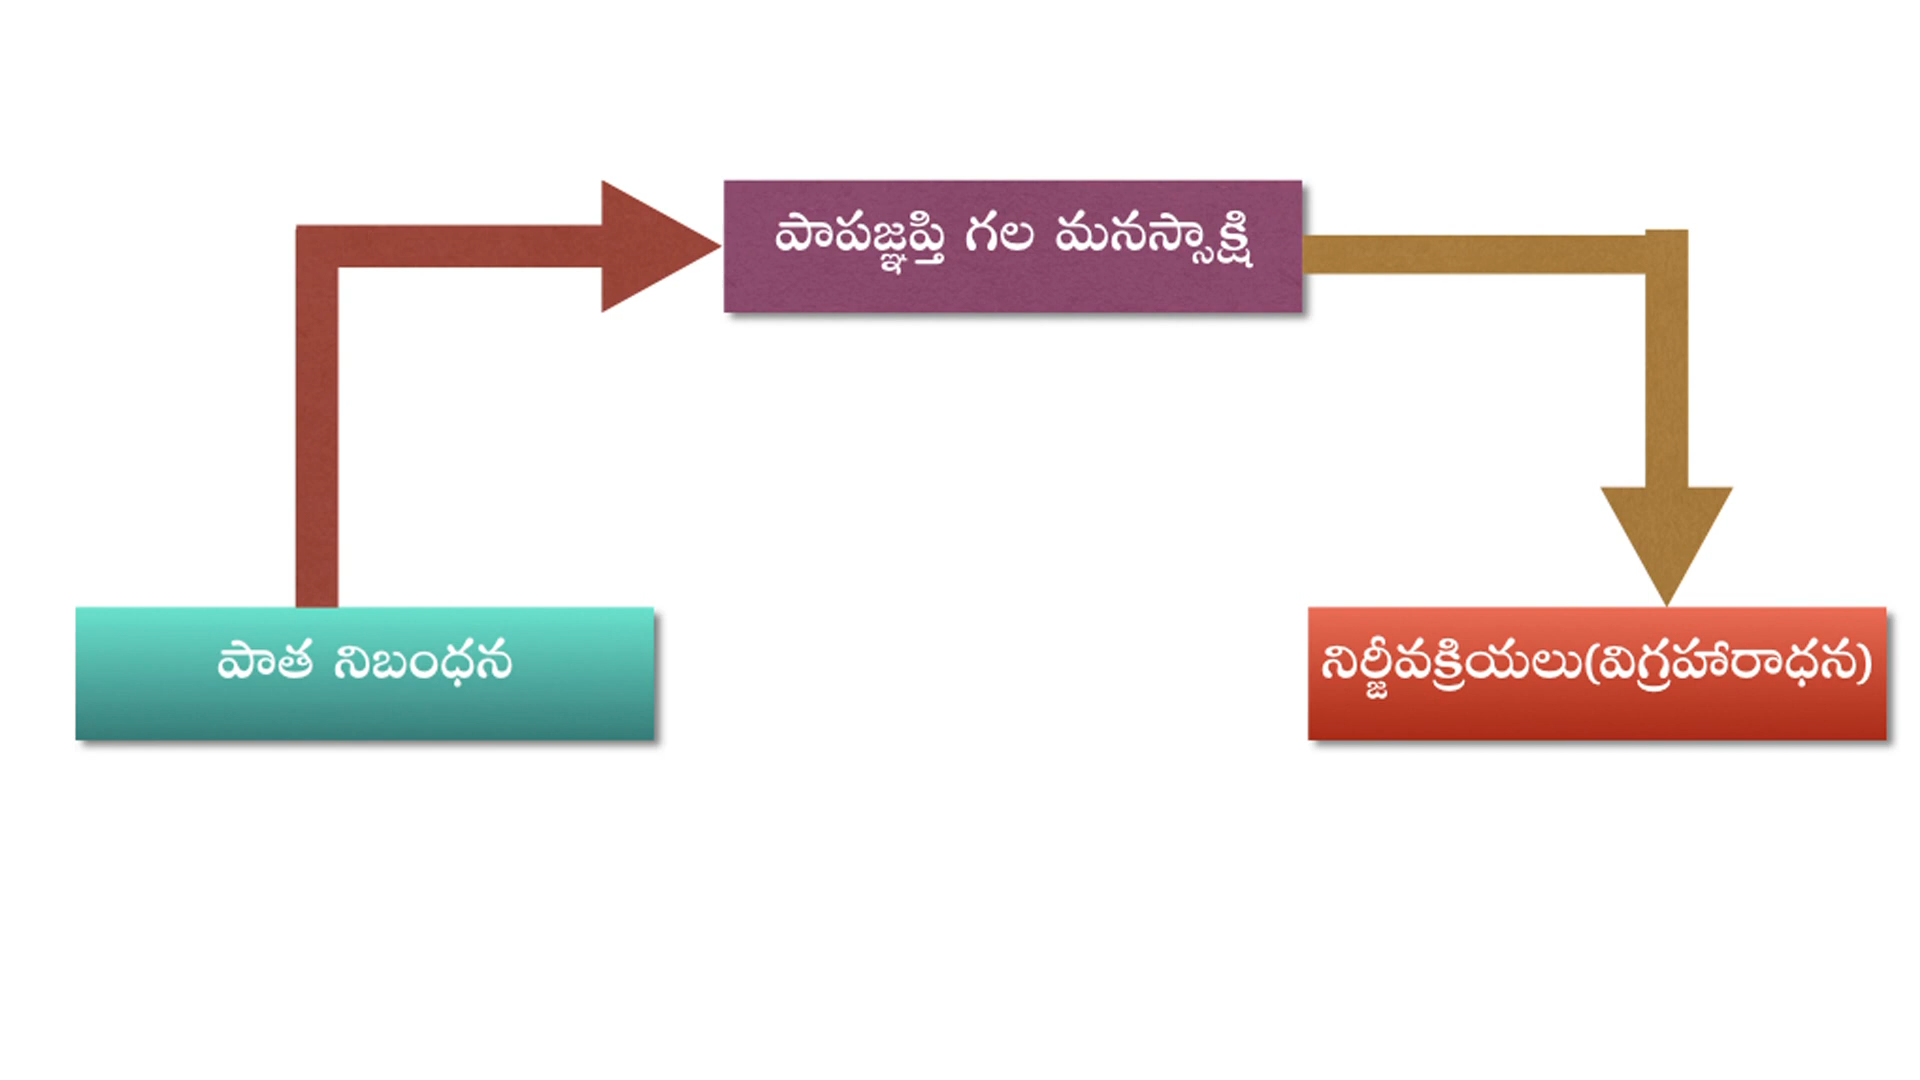 పాపజ్ఞప్తి గల మనస్సాక్షి
పాత నిబంధన
నిర్జీవక్రియలు(విగ్రహారాధన)